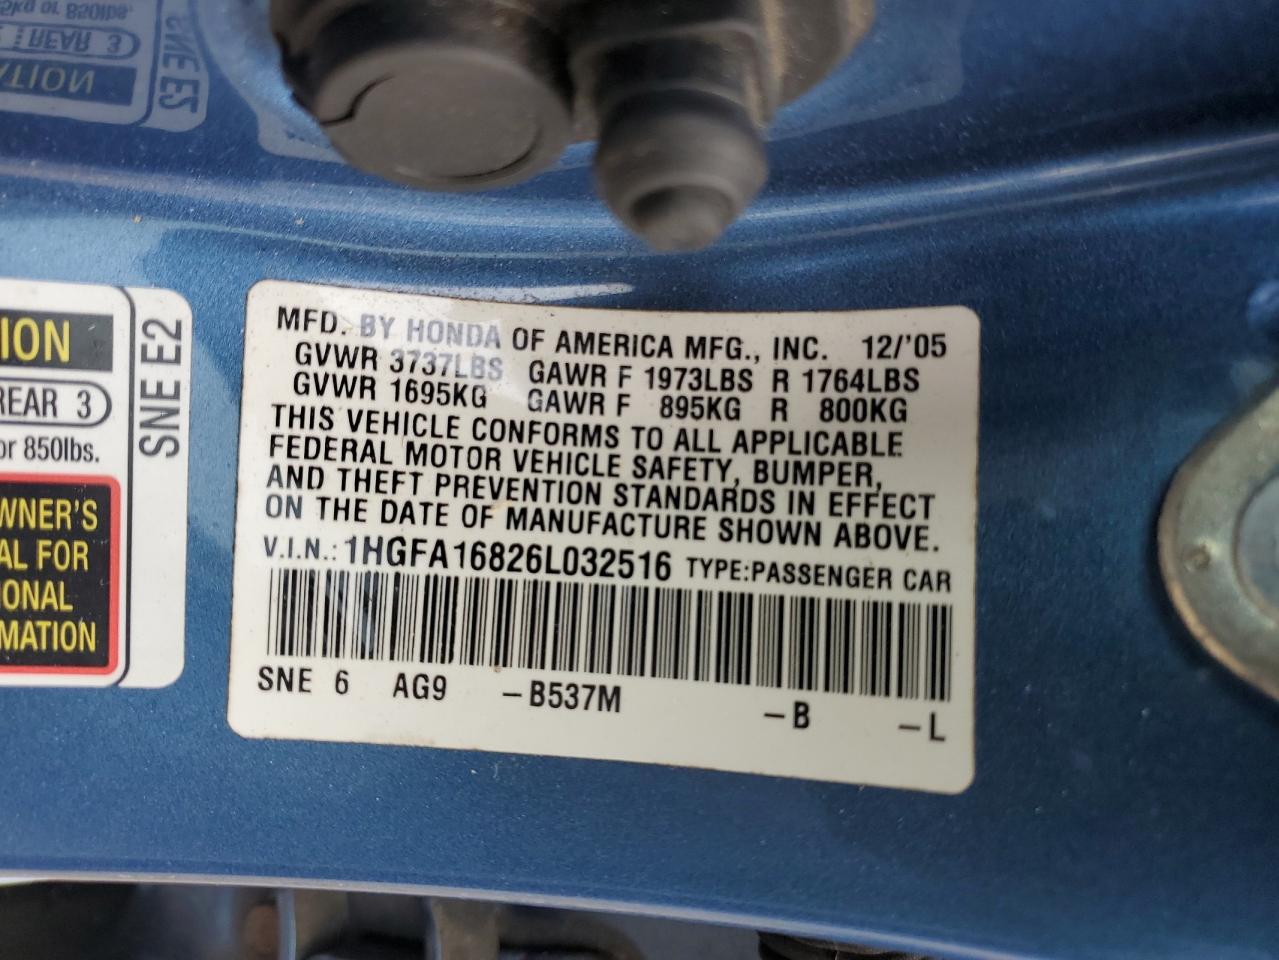 ION
REAR 3
or 850lbs.
WNER'S
AL FOR
IONAL
MATION
SNE E2
MFD. BY HONDA OF AMERICA MFG., INC. 12/'05
GVWR 3737LBS GAWR F 1973LBS R 1764LBS
GVWR 1695KG GAWR F 895KG R 800KG
THIS VEHICLE CONFORMS TO ALL APPLICABLE
FEDERAL MOTOR VEHICLE SAFETY, BUMPER,
AND THEFT PREVENTION STANDARDS IN EFFECT
ON THE DATE OF MANUFACTURE SHOWN ABOVE.
V.I.N.: 1HGFA16826L032516 TYPE:PASSENGER CAR
SNE 6 AG9 -B537M -B -L